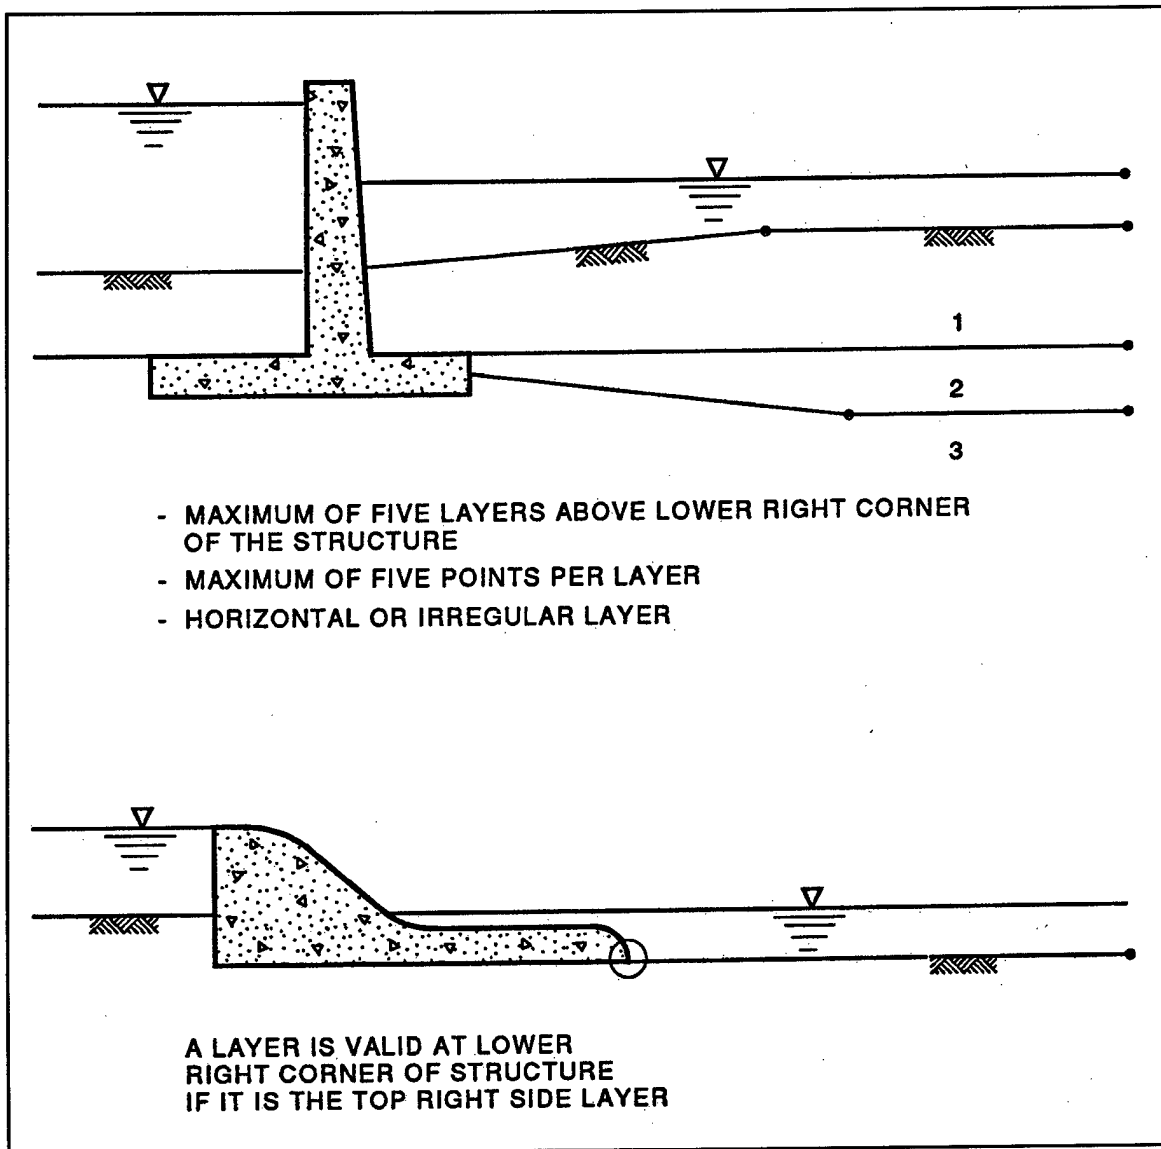 1
2
3
- MAXIMUM OF FIVE LAYERS ABOVE LOWER RIGHT CORNER
OF THE STRUCTURE
- MAXIMUM OF FIVE POINTS PER LAYER
- HORIZONTAL OR IRREGULAR LAYER
A LAYER IS VALID AT LOWER
RIGHT CORNER OF STRUCTURE
IF IT IS THE TOP RIGHT SIDE LAYER